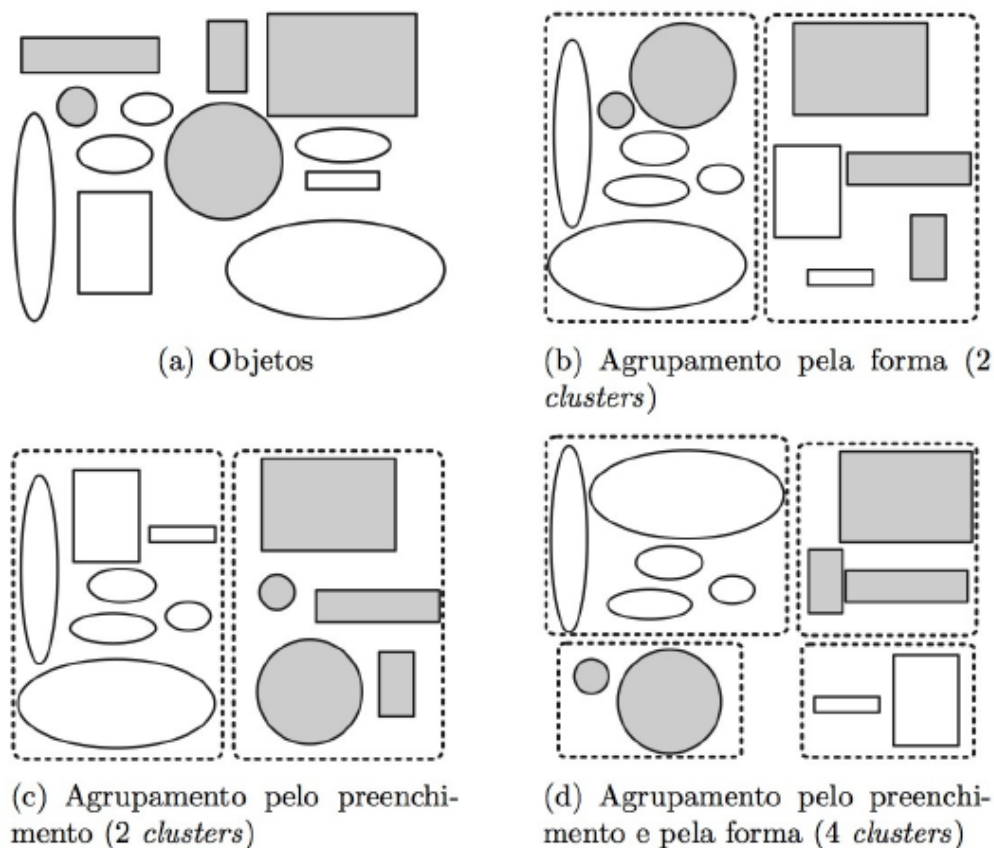 (a) Objetos
(b) Agrupamento pela forma (2
clusters)
(c) Agrupamento pelo preenchi-
mento (2 clusters)
(d) Agrupamento pelo preenchi-
mento e pela forma (4 clusters)